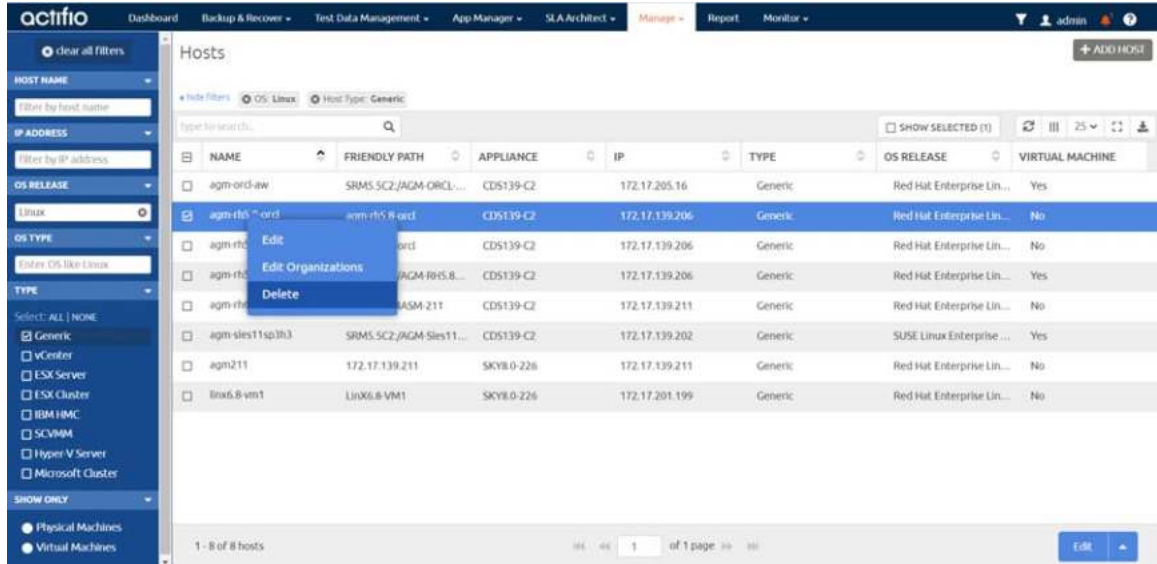 actifio
Dashboard Backup & Recover Test Data Management App Manager SLA Architect Manage Report Monitor admin
clear all filters
HOST NAME
Filter by host name
IP ADDRESS
Filter by IP address
OS RELEASE
Linux
OS TYPE
Enter OS like Linux
TYPE
Select: ALL | NONE
Generic
vCenter
ESX Server
ESX Cluster
IBM HMC
SCVMM
Hyper-V Server
Microsoft Cluster
SHOW ONLY
Physical Machines
Virtual Machines
Hosts
+ ADD HOST
hide filters OS: Linux Host Type: Generic
type to search... SHOW SELECTED (1) 25
NAME FRIENDLY PATH APPLIANCE IP TYPE OS RELEASE VIRTUAL MACHINE
agm-orcl-aw SRM5.5C2:/AGM-ORCL-... CDS139-C2 172.17.205.16 Generic Red Hat Enterprise Lin... Yes
agm-rh5.8-orcl agm-rh5.8-orcl CDS139-C2 172.17.139.206 Generic Red Hat Enterprise Lin... No
CDS139-C2 172.17.139.206 Generic Red Hat Enterprise Lin... No
/AGM-RH5.8... CDS139-C2 172.17.139.206 Generic Red Hat Enterprise Lin... Yes
ASM-211 CDS139-C2 172.17.139.211 Generic Red Hat Enterprise Lin... No
agm-sles11sp3h3 SRM5.5C2:/AGM-Sles11... CDS139-C2 172.17.139.202 Generic SUSE Linux Enterprise ... Yes
agm211 172.17.139.211 SKY8.0-226 172.17.139.211 Generic Red Hat Enterprise Lin... No
linx6.8-vm1 LinX6.8-VM1 SKY8.0-226 172.17.201.199 Generic Red Hat Enterprise Lin... No
Edit
Edit Organizations
Delete
1 - 8 of 8 hosts 1 of 1 page Edit